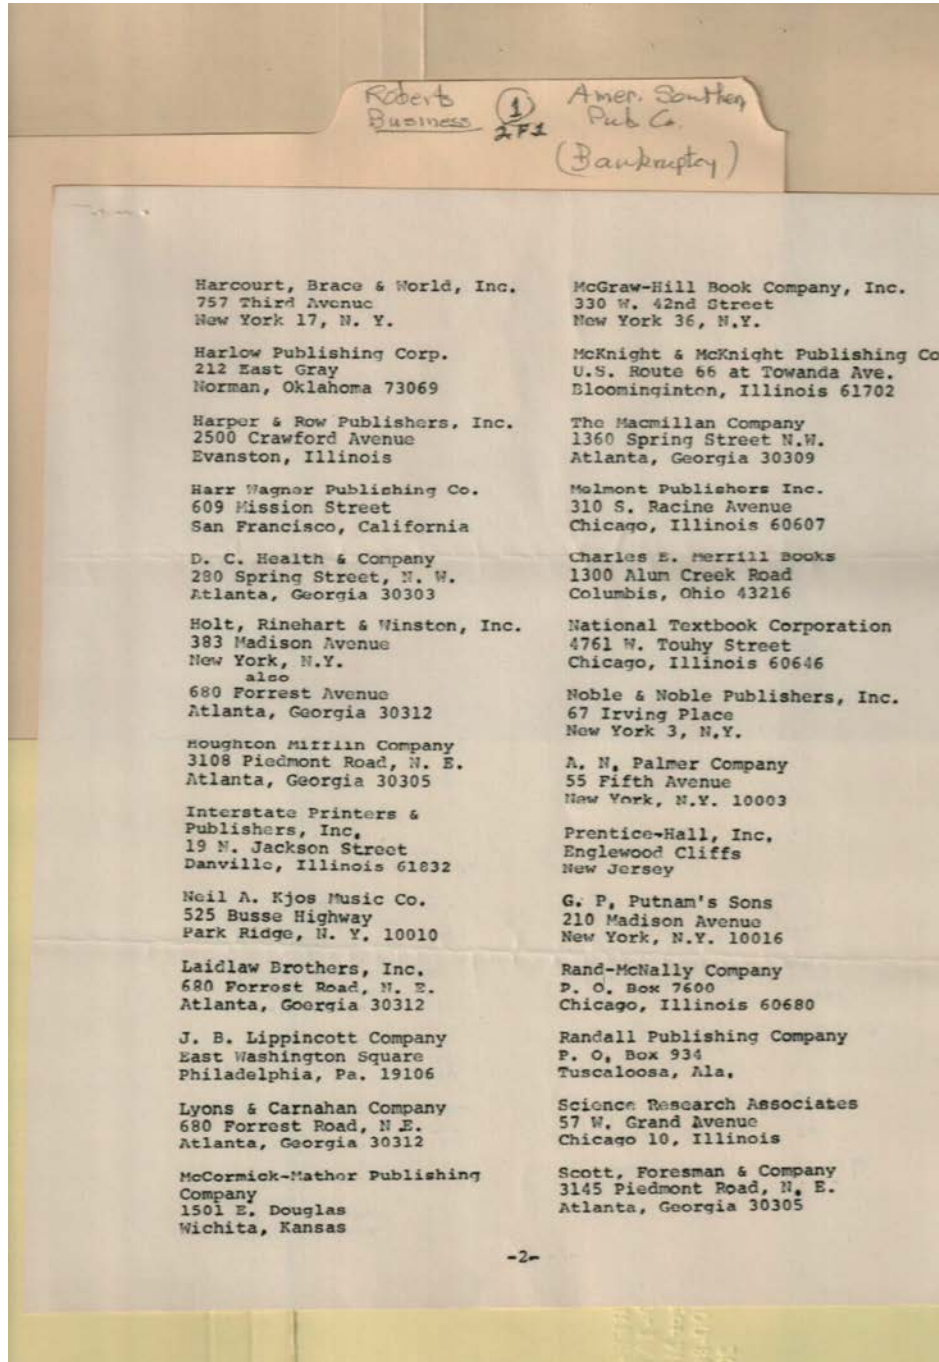 Roberts
Business
1
2F1
Amer. Southern
Pub Co.
(Bankruptcy)
Harcourt, Brace & World, Inc.
757 Third Avenue
New York 17, N. Y.
Harlow Publishing Corp.
212 East Gray
Norman, Oklahoma 73069
Harper & Row Publishers, Inc.
2500 Crawford Avenue
Evanston, Illinois
Harr Wagner Publishing Co.
609 Mission Street
San Francisco, California
D. C. Health & Company
280 Spring Street, N. W.
Atlanta, Georgia 30303
Holt, Rinehart & Winston, Inc.
383 Madison Avenue
New York, N.Y.
also
680 Forrest Avenue
Atlanta, Georgia 30312
Houghton Mifflin Company
3108 Piedmont Road, N. E.
Atlanta, Georgia 30305
Interstate Printers &
Publishers, Inc.
19 N. Jackson Street
Danville, Illinois 61832
Neil A. Kjos Music Co.
525 Busse Highway
Park Ridge, N. Y. 10010
Laidlaw Brothers, Inc.
680 Forrest Road, N. E.
Atlanta, Georgia 30312
J. B. Lippincott Company
East Washington Square
Philadelphia, Pa. 19106
Lyons & Carnahan Company
680 Forrest Road, N.E.
Atlanta, Georgia 30312
McCormick-Mather Publishing
Company
1501 E. Douglas
Wichita, Kansas
McGraw-Hill Book Company, Inc.
330 W. 42nd Street
New York 36, N.Y.
McKnight & McKnight Publishing Co
U.S. Route 66 at Towanda Ave.
Bloominginton, Illinois 61702
The Macmillan Company
1360 Spring Street N.W.
Atlanta, Georgia 30309
Melmont Publishers Inc.
310 S. Racine Avenue
Chicago, Illinois 60607
Charles E. Merrill Books
1300 Alum Creek Road
Columbis, Ohio 43216
National Textbook Corporation
4761 W. Touhy Street
Chicago, Illinois 60646
Noble & Noble Publishers, Inc.
67 Irving Place
New York 3, N.Y.
A. N. Palmer Company
55 Fifth Avenue
New York, N.Y. 10003
Prentice-Hall, Inc.
Englewood Cliffs
New Jersey
G. P. Putnam's Sons
210 Madison Avenue
New York, N.Y. 10016
Rand-McNally Company
P. O. Box 7600
Chicago, Illinois 60680
Randall Publishing Company
P. O. Box 934
Tuscaloosa, Ala.
Science Research Associates
57 W. Grand Avenue
Chicago 10, Illinois
Scott, Foresman & Company
3145 Piedmont Road, N. E.
Atlanta, Georgia 30305
-2-